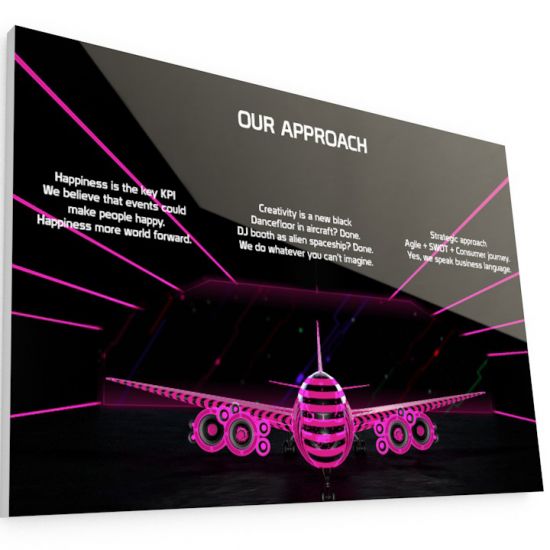 OUR APPROACH
Happiness is the key KPI
We believe that events could
make people happy.
Happiness more world forward.
Creativity is a new black
Dancefloor in aircraft? Done.
DJ booth as alien spaceship? Done.
We do whatever you can't imagine.
Strategic approach
Agile + SWOT + Consumer journey.
Yes, we speak business language.